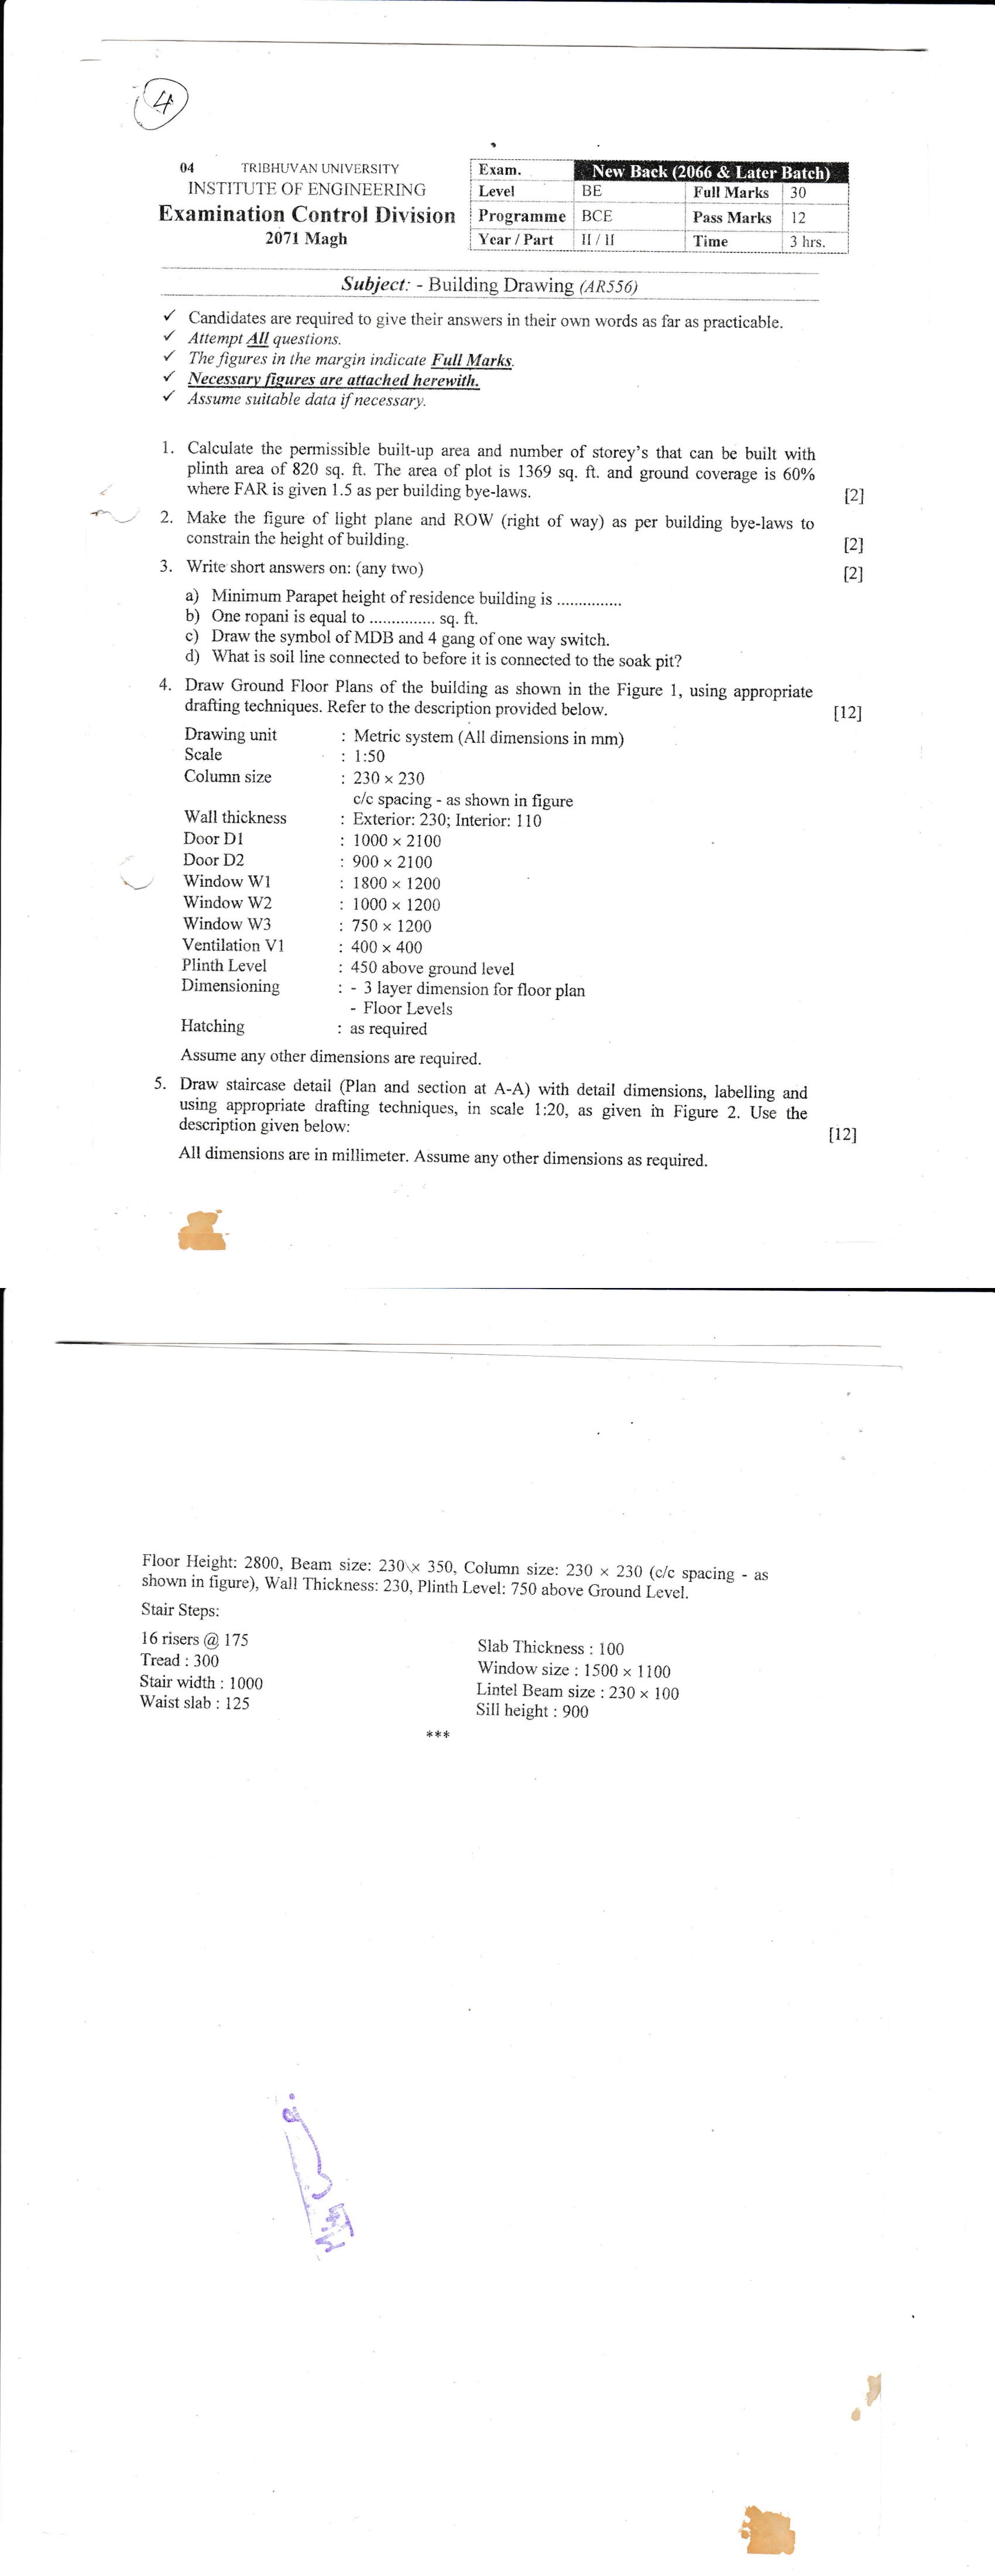 4
04 TRIBHUVAN UNIVERSITY
INSTITUTE OF ENGINEERING
Examination Control Division
2071 Magh
Exam. New Back (2066 & Later Batch)
Level BE Full Marks 30
Programme BCE Pass Marks 12
Year / Part II / II Time 3 hrs.
Subject: - Building Drawing (AR556)
✓ Candidates are required to give their answers in their own words as far as practicable.
✓ Attempt All questions.
✓ The figures in the margin indicate Full Marks.
✓ Necessary figures are attached herewith.
✓ Assume suitable data if necessary.
1. Calculate the permissible built-up area and number of storey's that can be built with
plinth area of 820 sq. ft. The area of plot is 1369 sq. ft. and ground coverage is 60%
where FAR is given 1.5 as per building bye-laws. [2]
2. Make the figure of light plane and ROW (right of way) as per building bye-laws to
constrain the height of building. [2]
3. Write short answers on: (any two) [2]
a) Minimum Parapet height of residence building is ...............
b) One ropani is equal to ............... sq. ft.
c) Draw the symbol of MDB and 4 gang of one way switch.
d) What is soil line connected to before it is connected to the soak pit?
4. Draw Ground Floor Plans of the building as shown in the Figure 1, using appropriate
drafting techniques. Refer to the description provided below. [12]
Drawing unit : Metric system (All dimensions in mm)
Scale : 1:50
Column size : 230 × 230
c/c spacing - as shown in figure
Wall thickness : Exterior: 230; Interior: 110
Door D1 : 1000 × 2100
Door D2 : 900 × 2100
Window W1 : 1800 × 1200
Window W2 : 1000 × 1200
Window W3 : 750 × 1200
Ventilation V1 : 400 × 400
Plinth Level : 450 above ground level
Dimensioning : - 3 layer dimension for floor plan
- Floor Levels
Hatching : as required
Assume any other dimensions are required.
5. Draw staircase detail (Plan and section at A-A) with detail dimensions, labelling and
using appropriate drafting techniques, in scale 1:20, as given in Figure 2. Use the
description given below: [12]
All dimensions are in millimeter. Assume any other dimensions as required.
Floor Height: 2800, Beam size: 230 × 350, Column size: 230 × 230 (c/c spacing - as
shown in figure), Wall Thickness: 230, Plinth Level: 750 above Ground Level.
Stair Steps:
16 risers @ 175
Tread : 300
Stair width : 1000
Waist slab : 125
Slab Thickness : 100
Window size : 1500 × 1100
Lintel Beam size : 230 × 100
Sill height : 900
***